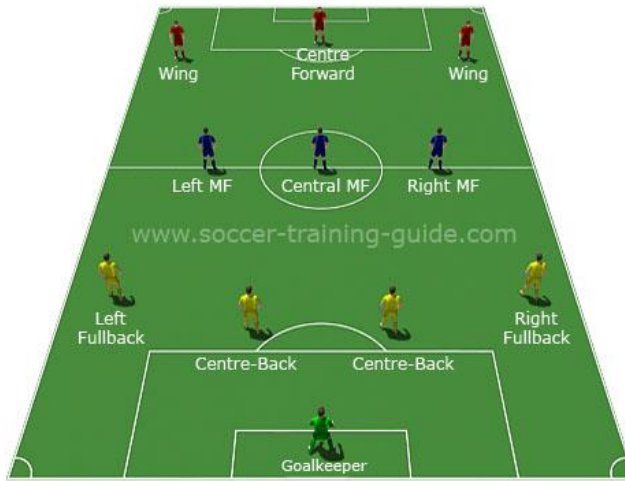 Centre
Forward
Wing
Wing
Left MF
Central MF
Right MF
www.soccer-training-guide.com
Left
Fullback
Right
Fullback
Centre-Back
Centre-Back
Goalkeeper